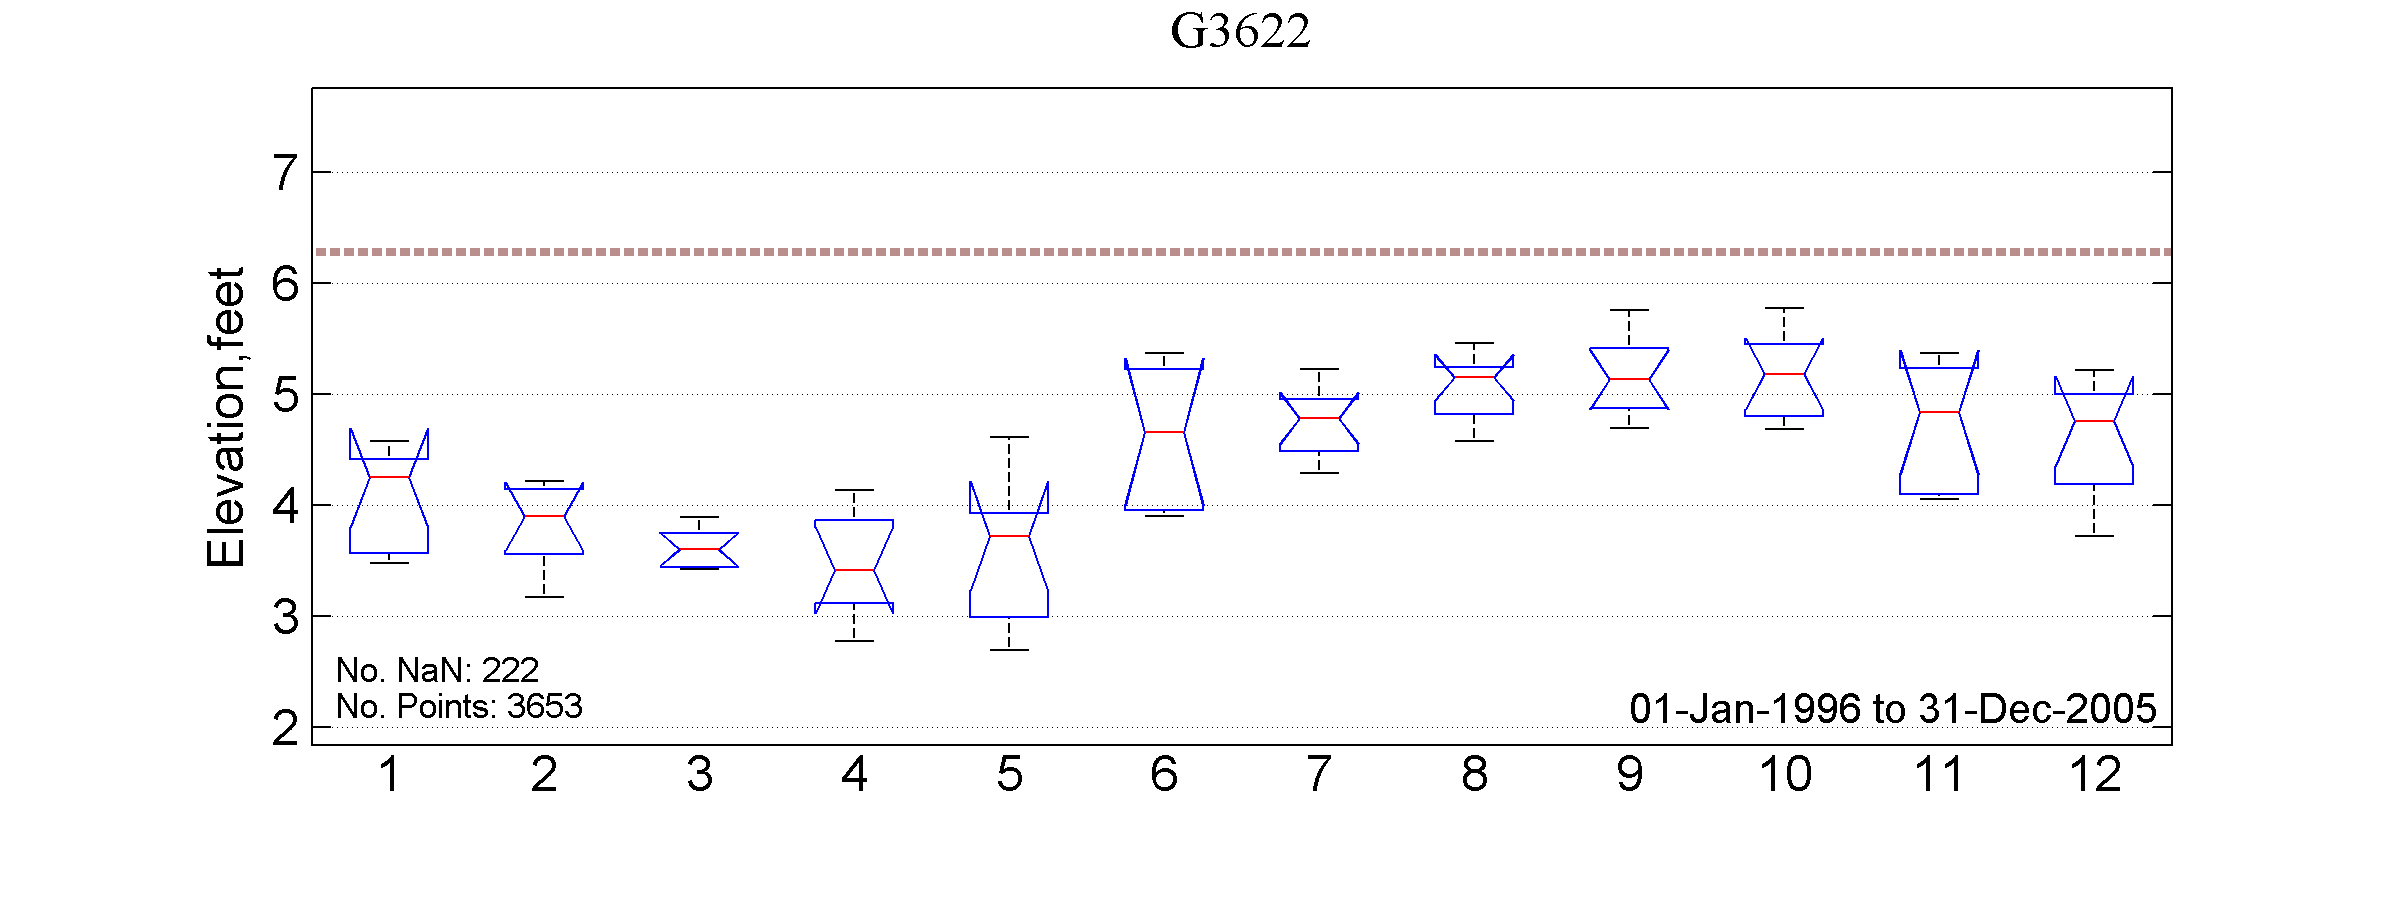 G3622
Elevation,feet
7
6
5
4
3
2
No. NaN: 222
No. Points: 3653
01-Jan-1996 to 31-Dec-2005
1 2 3 4 5 6 7 8 9 10 11 12